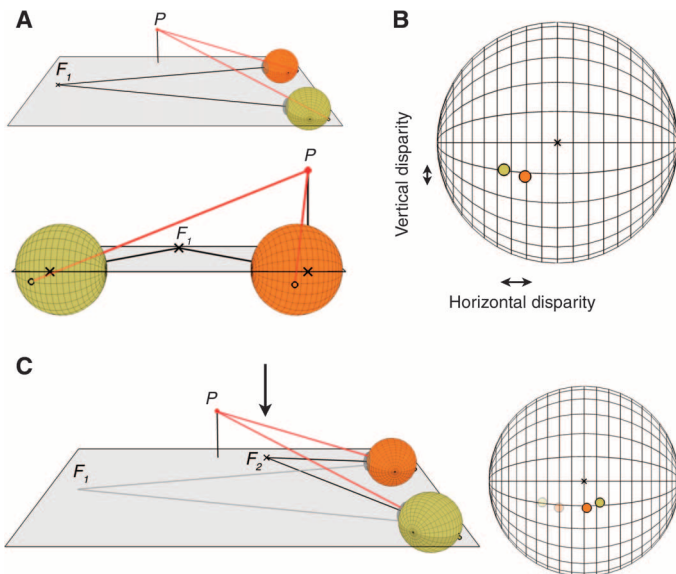 A
P
F1
P
F1
B
Vertical disparity
Horizontal disparity
C
P
F2
F1